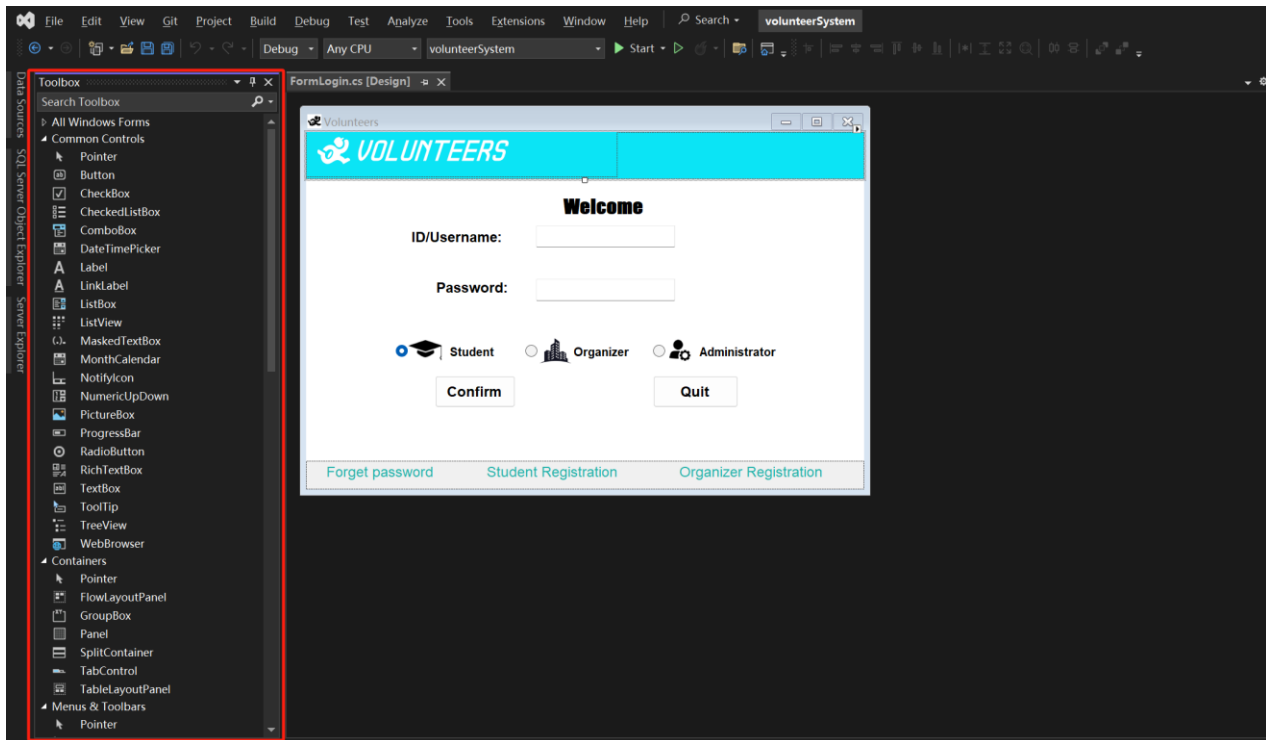 File Edit View Git Project Build Debug Test Analyze Tools Extensions Window Help Search volunteerSystem
Debug Any CPU volunteerSystem Start
Data Sources
SQL Server Object Explorer
Server Explorer
Toolbox
Search Toolbox
All Windows Forms
Common Controls
Pointer
Button
CheckBox
CheckedListBox
ComboBox
DateTimePicker
Label
LinkLabel
ListBox
ListView
MaskedTextBox
MonthCalendar
NotifyIcon
NumericUpDown
PictureBox
ProgressBar
RadioButton
RichTextBox
TextBox
ToolTip
TreeView
WebBrowser
Containers
Pointer
FlowLayoutPanel
GroupBox
Panel
SplitContainer
TabControl
TableLayoutPanel
Menus & Toolbars
Pointer
FormLogin.cs [Design]
Volunteers
VOLUNTEERS
Welcome
ID/Username:
Password:
Student Organizer Administrator
Confirm Quit
Forget password Student Registration Organizer Registration